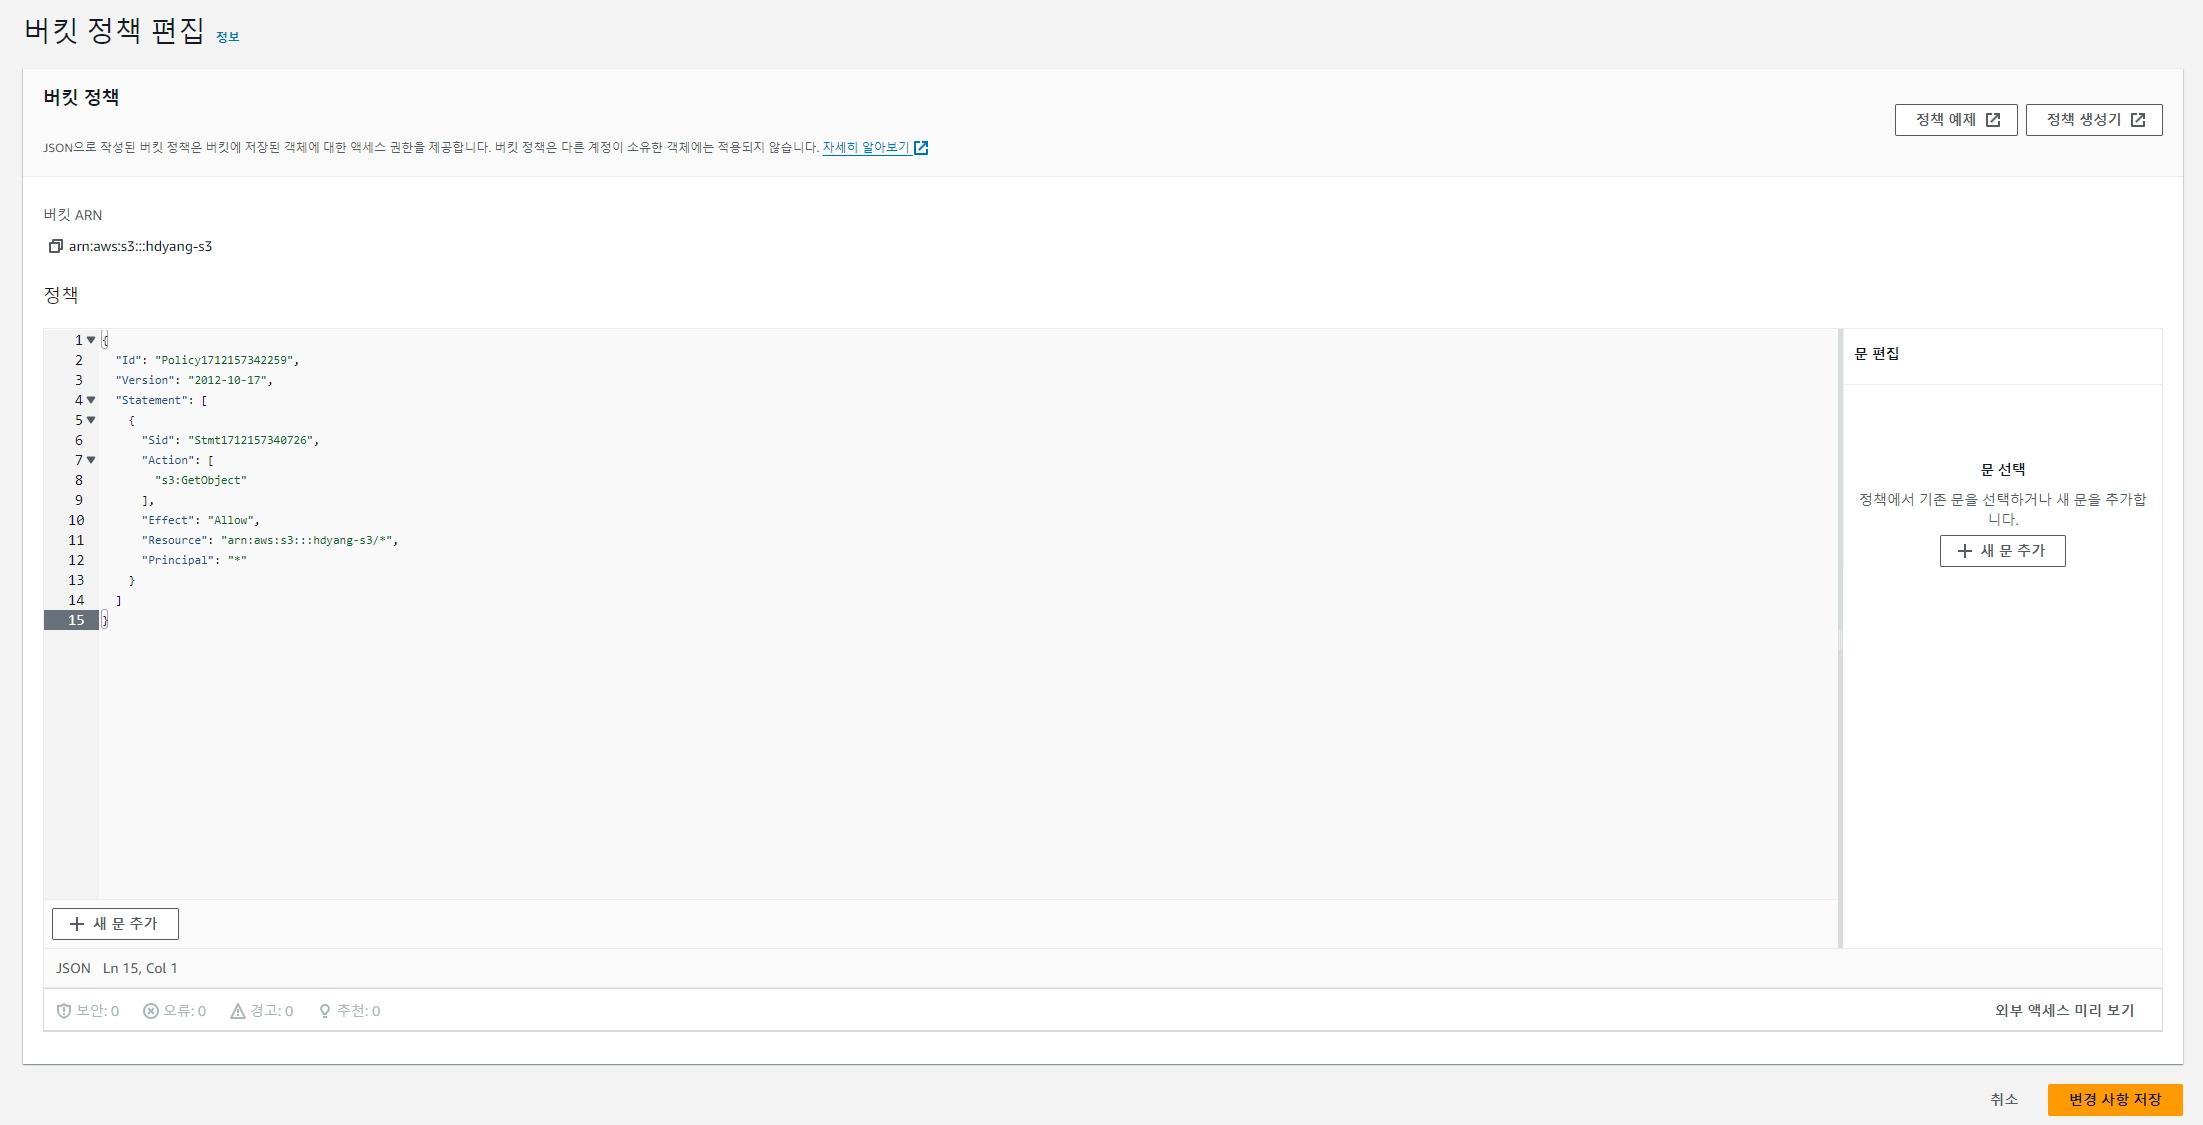 버킷 정책 편집 정보
버킷 정책
정책 예제
정책 생성기
JSON으로 작성된 버킷 정책은 버킷에 저장된 객체에 대한 액세스 권한을 제공합니다. 버킷 정책은 다른 계정이 소유한 객체에는 적용되지 않습니다. 자세히 알아보기
버킷 ARN
arn:aws:s3:::hdyang-s3
정책
1 {
2 "Id": "Policy1712157342259",
3 "Version": "2012-10-17",
4 "Statement": [
5 {
6 "Sid": "Stmt1712157340726",
7 "Action": [
8 "s3:GetObject"
9 ],
10 "Effect": "Allow",
11 "Resource": "arn:aws:s3:::hdyang-s3/*",
12 "Principal": "*"
13 }
14 ]
15 }
문 편집
문 선택
정책에서 기존 문을 선택하거나 새 문을 추가합
니다.
+ 새 문 추가
+ 새 문 추가
JSON Ln 15, Col 1
보안: 0 오류: 0 경고: 0 추천: 0
외부 액세스 미리 보기
취소
변경 사항 저장